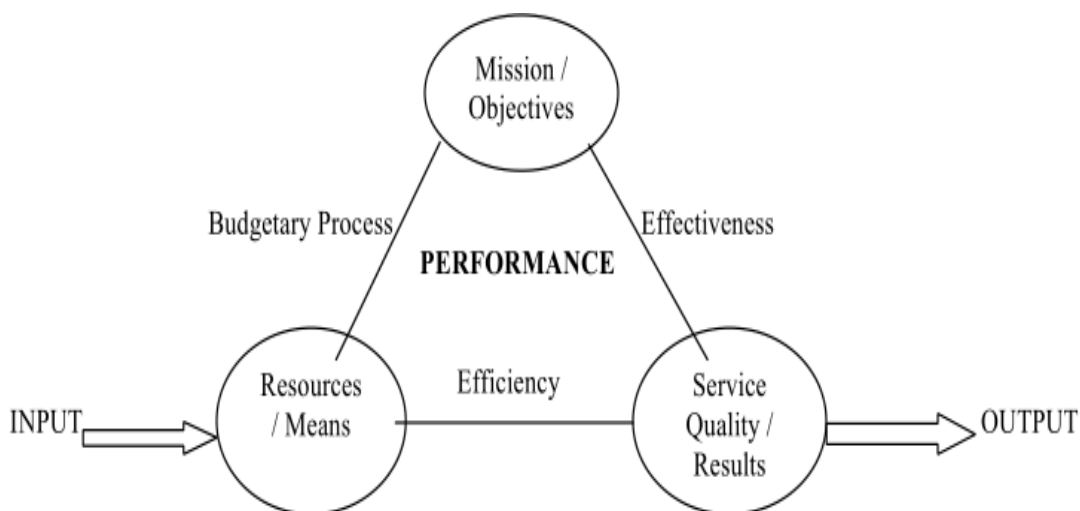 Mission /
Objectives
Budgetary Process
Effectiveness
PERFORMANCE
Resources
/ Means
Efficiency
Service
Quality /
Results
INPUT
OUTPUT